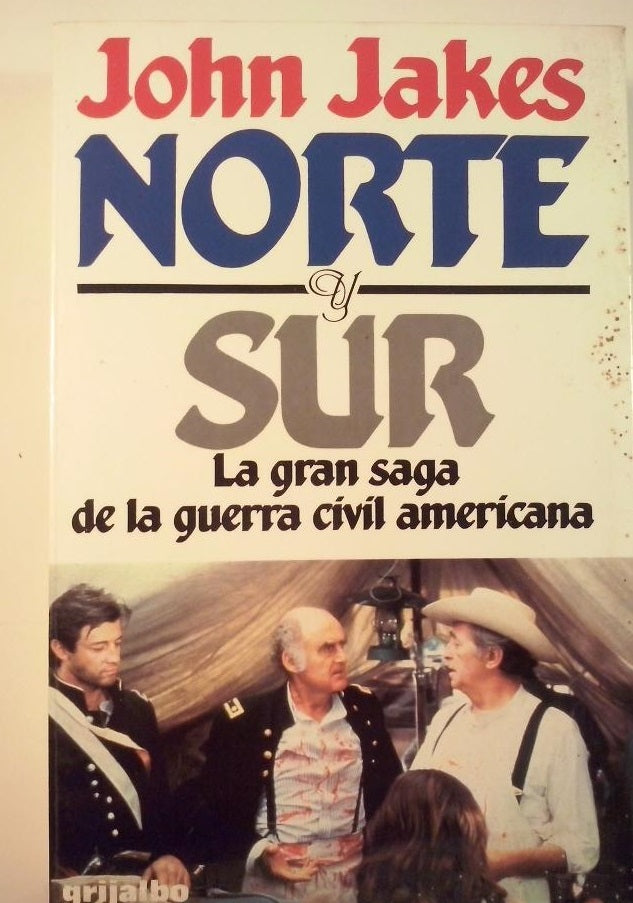 John Jakes
NORTE
y
SUR
La gran saga
de la guerra civil americana
grijalbo